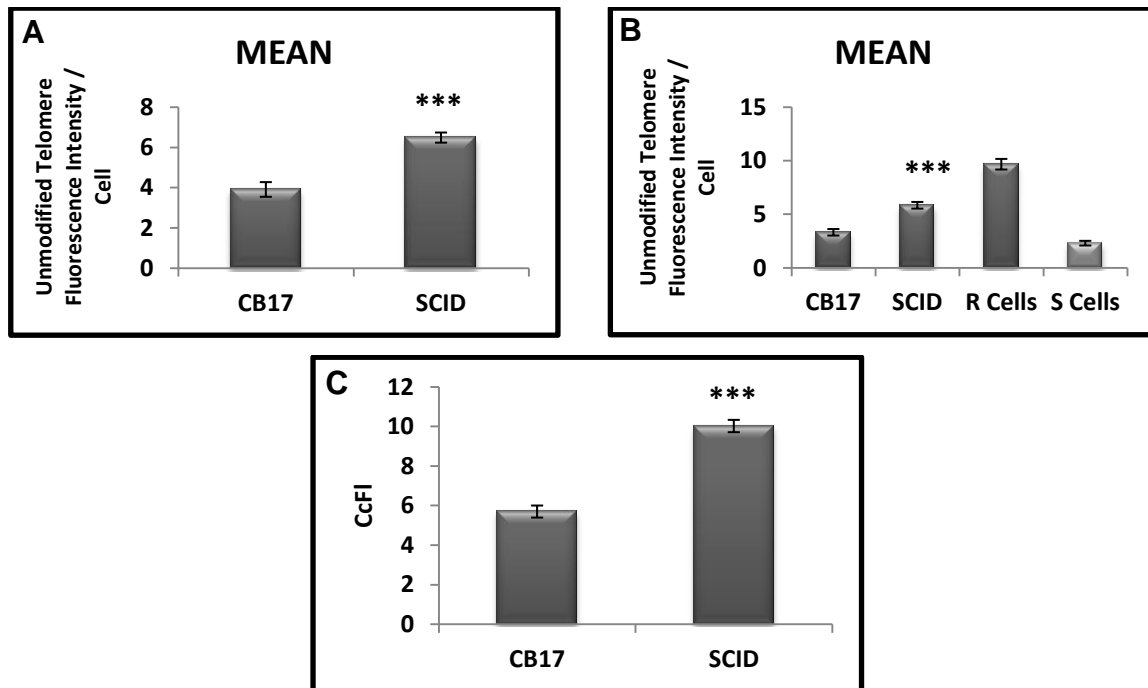 A
MEAN
Unmodified Telomere
Fluorescence Intensity /
Cell
8
6
4
2
0
***
CB17
SCID
B
MEAN
Unmodified Telomere
Fluorescence Intensity /
Cell
15
10
5
0
***
CB17
SCID
R Cells
S Cells
C
CcFl
12
10
8
6
4
2
0
***
CB17
SCID